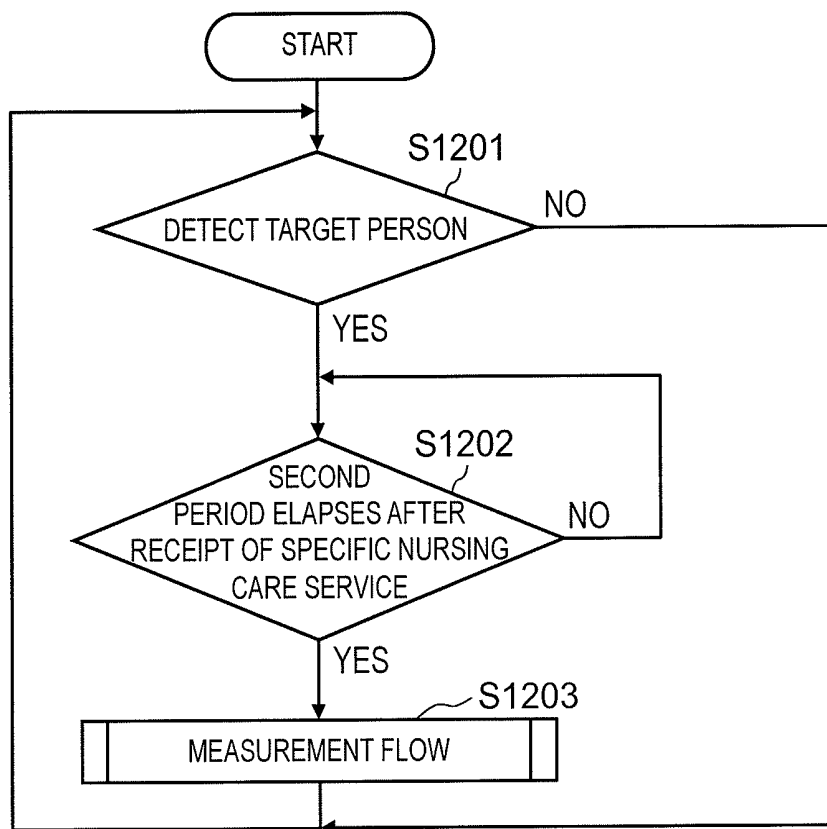 START
S1201
DETECT TARGET PERSON
NO
YES
S1202
SECOND
PERIOD ELAPSES AFTER
RECEIPT OF SPECIFIC NURSING
CARE SERVICE
NO
YES
S1203
MEASUREMENT FLOW